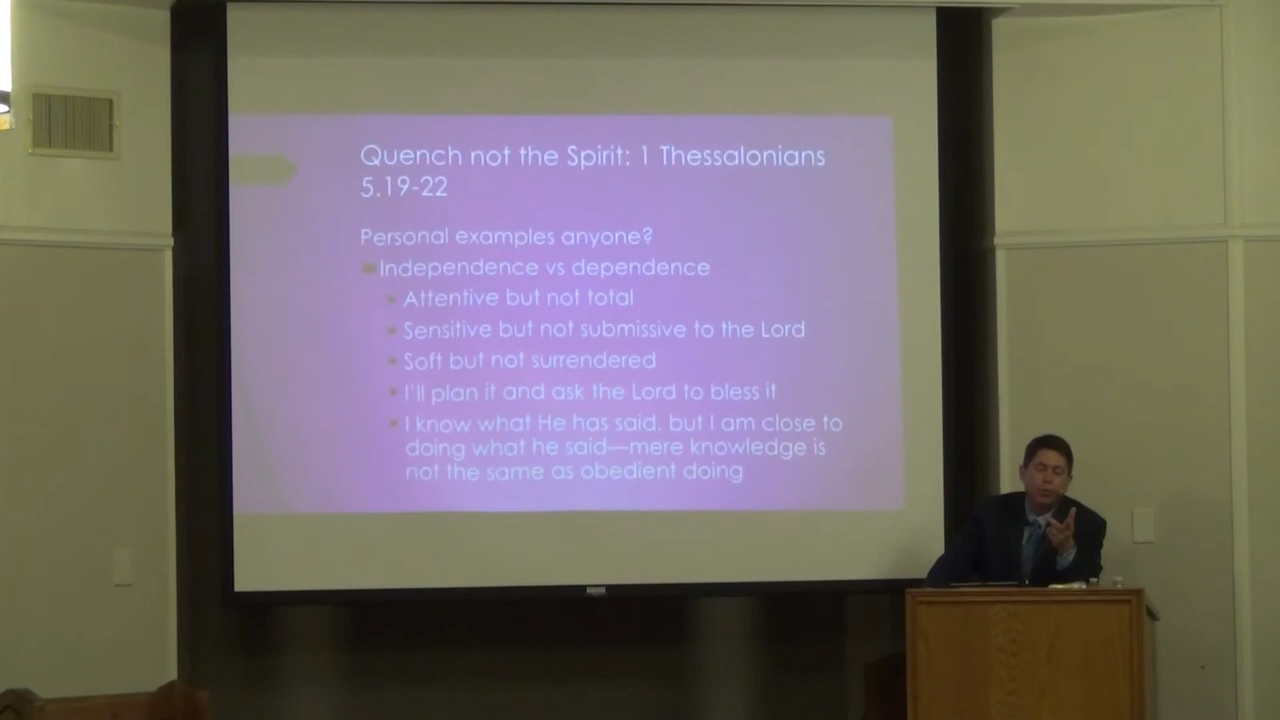 Quench not the Spirit: 1 Thessalonians
5.19-22
Personal examples anyone?
Independence vs dependence
Attentive but not total
Sensitive but not submissive to the Lord
Soft but not surrendered
I'll plan it and ask the Lord to bless it
I know what He has said, but I am close to
doing what he said—mere knowledge is
not the same as obedient doing